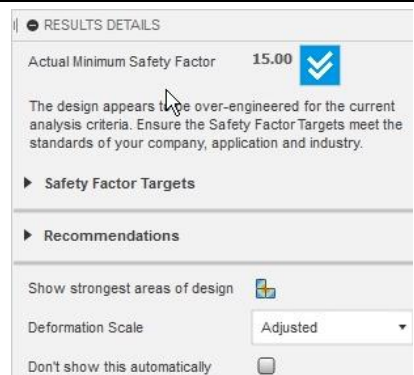 RESULTS DETAILS
Actual Minimum Safety Factor 15.00
The design appears to be over-engineered for the current
analysis criteria. Ensure the Safety Factor Targets meet the
standards of your company, application and industry.
Safety Factor Targets
Recommendations
Show strongest areas of design
Deformation Scale Adjusted
Don't show this automatically